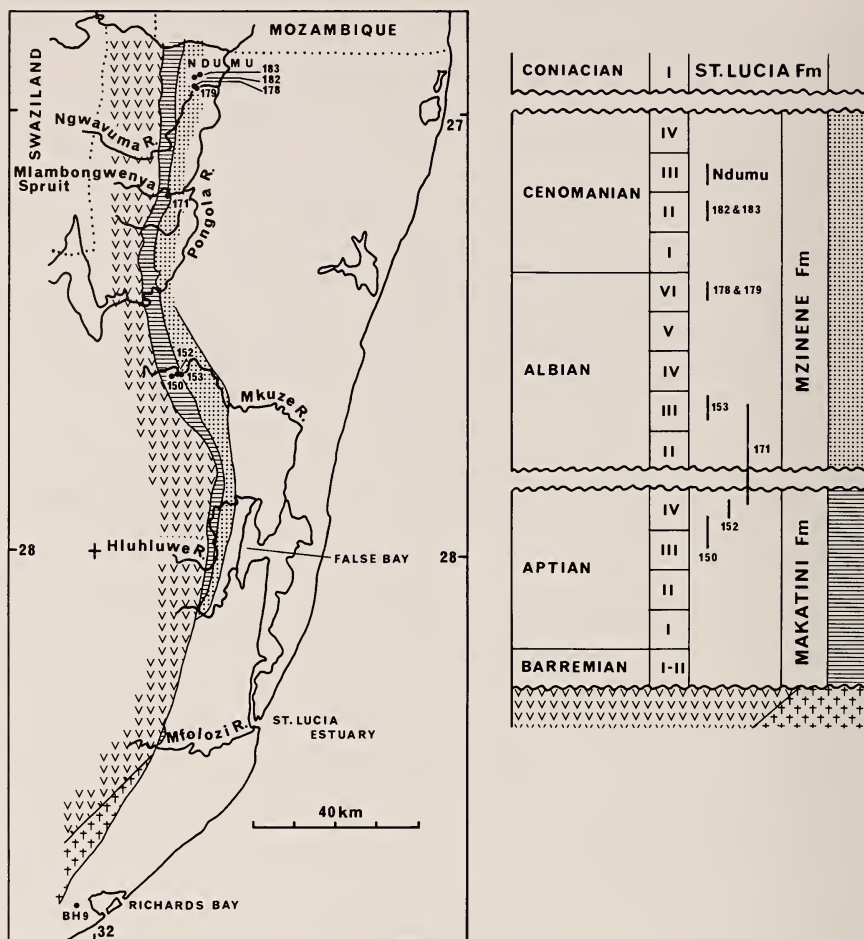 MOZAMBIQUE
SWAZILAND
NDUMU
183
182
178
179
27
Ngwavuma R.
Mlambongwenya
Spruit
171
Pongola R.
152
150
153
Mkuze R.
28
Hluhluwe R.
28
FALSE BAY
Mfolozi R.
ST. LUCIA
ESTUARY
40 km
BH9
RICHARDS BAY
32
CONIACIAN I ST. LUCIA Fm
CENOMANIAN
IV
III Ndumu
II 182 & 183
I
ALBIAN
VI 178 & 179
V
IV
III 153
II 171
MZINENE Fm
APTIAN
IV 152
III 150
II
I
BARREMIAN I-II
MAKATINI Fm